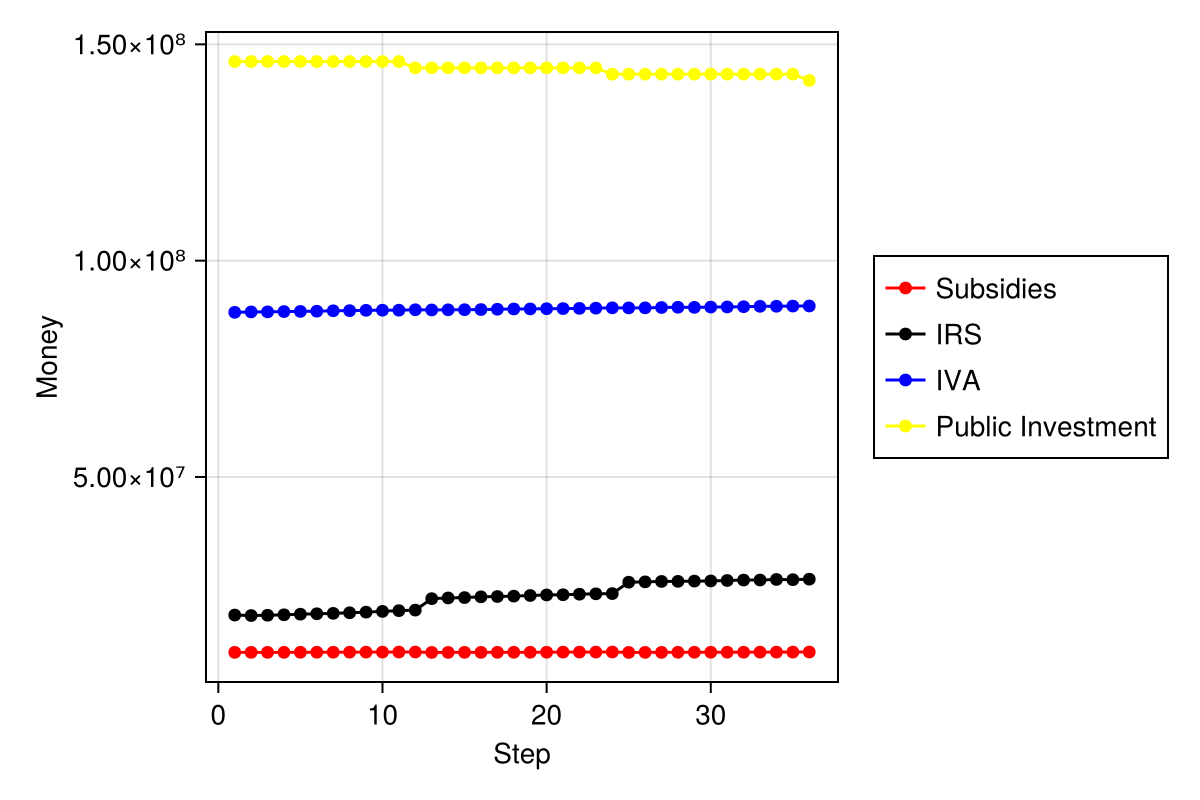 1.50×10⁸
1.00×10⁸
5.00×10⁷
Money
0 10 20 30
Step
Subsidies
IRS
IVA
Public Investment